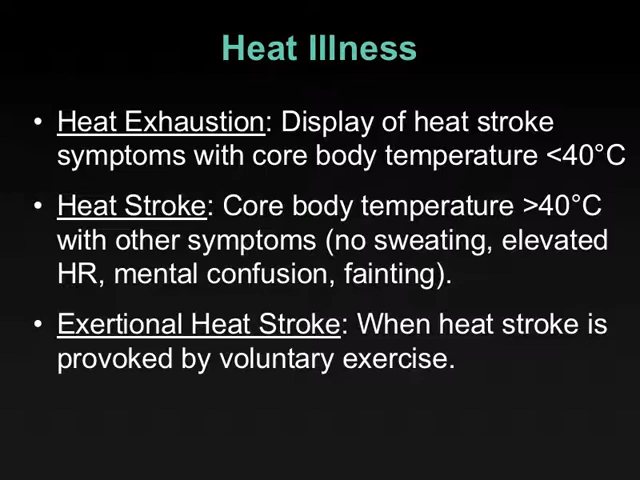 Heat Illness
• Heat Exhaustion: Display of heat stroke
symptoms with core body temperature <40°C
• Heat Stroke: Core body temperature >40°C
with other symptoms (no sweating, elevated
HR, mental confusion, fainting).
• Exertional Heat Stroke: When heat stroke is
provoked by voluntary exercise.